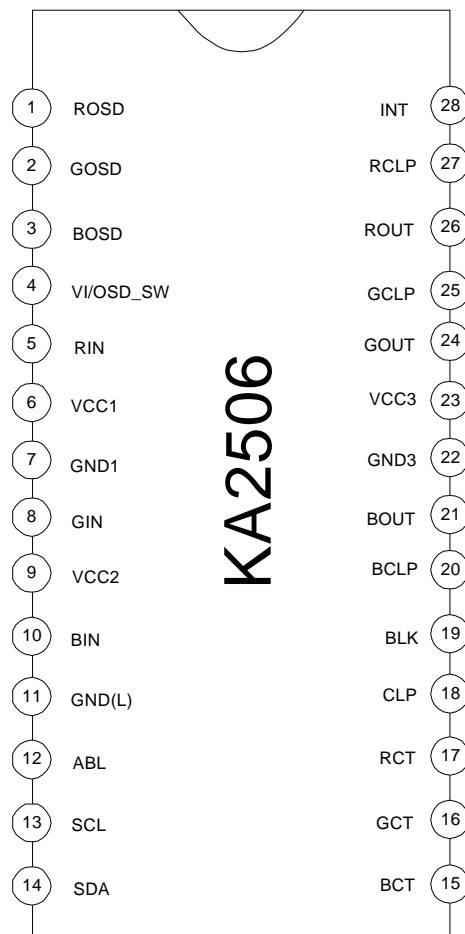 1 ROSD
2 GOSD
3 BOSD
4 VI/OSD_SW
5 RIN
6 VCC1
7 GND1
8 GIN
9 VCC2
10 BIN
11 GND(L)
12 ABL
13 SCL
14 SDA
KA2506
INT 28
RCLP 27
ROUT 26
GCLP 25
GOUT 24
VCC3 23
GND3 22
BOUT 21
BCLP 20
BLK 19
CLP 18
RCT 17
GCT 16
BCT 15